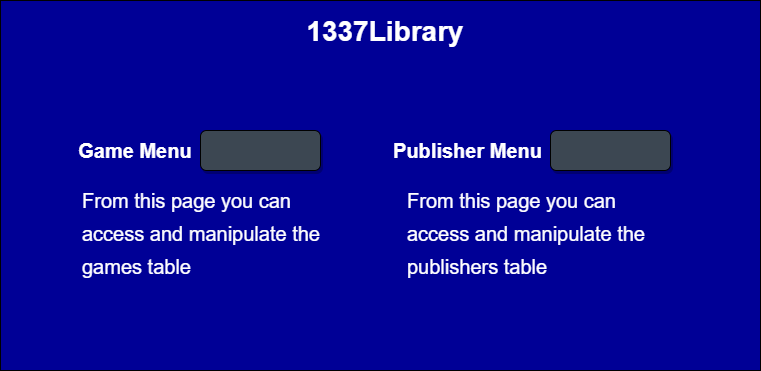 1337Library
Game Menu
From this page you can
access and manipulate the
games table
Publisher Menu
From this page you can
access and manipulate the
publishers table